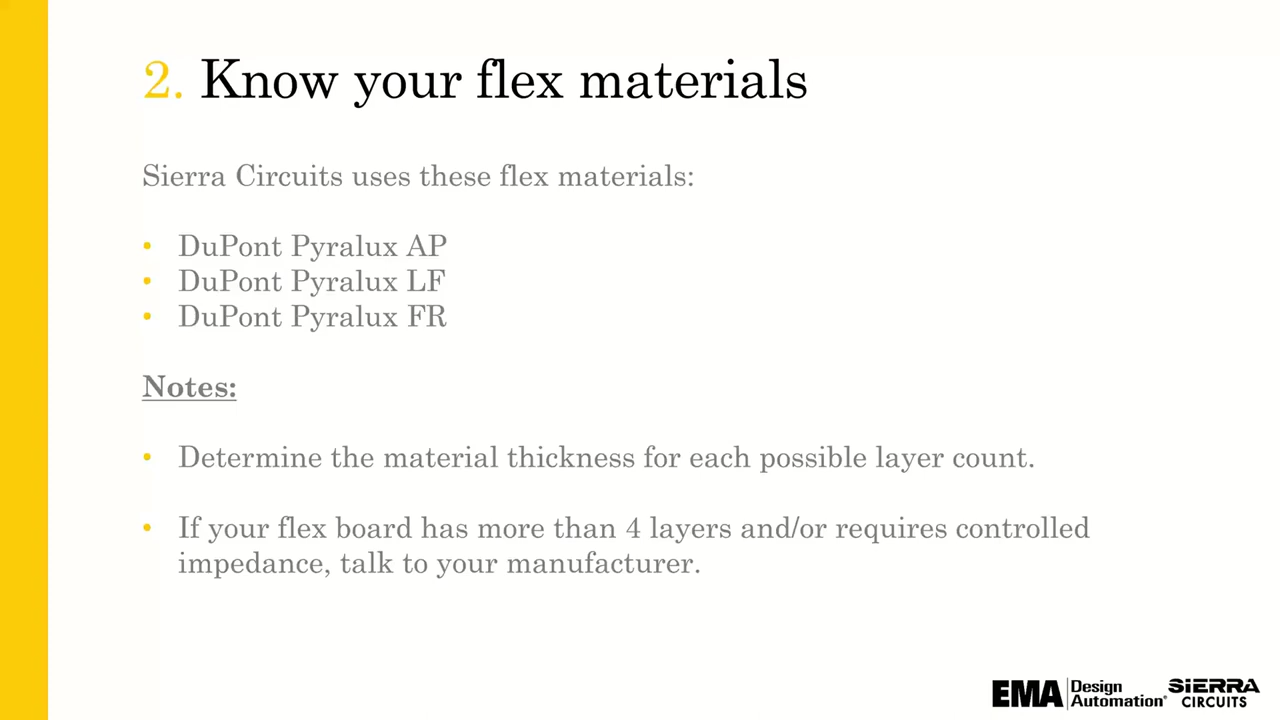 2. Know your flex materials
Sierra Circuits uses these flex materials:
• DuPont Pyralux AP
• DuPont Pyralux LF
• DuPont Pyralux FR
Notes:
• Determine the material thickness for each possible layer count.
• If your flex board has more than 4 layers and/or requires controlled
impedance, talk to your manufacturer.
EMA Design Automation®
SIERRA CIRCUITS